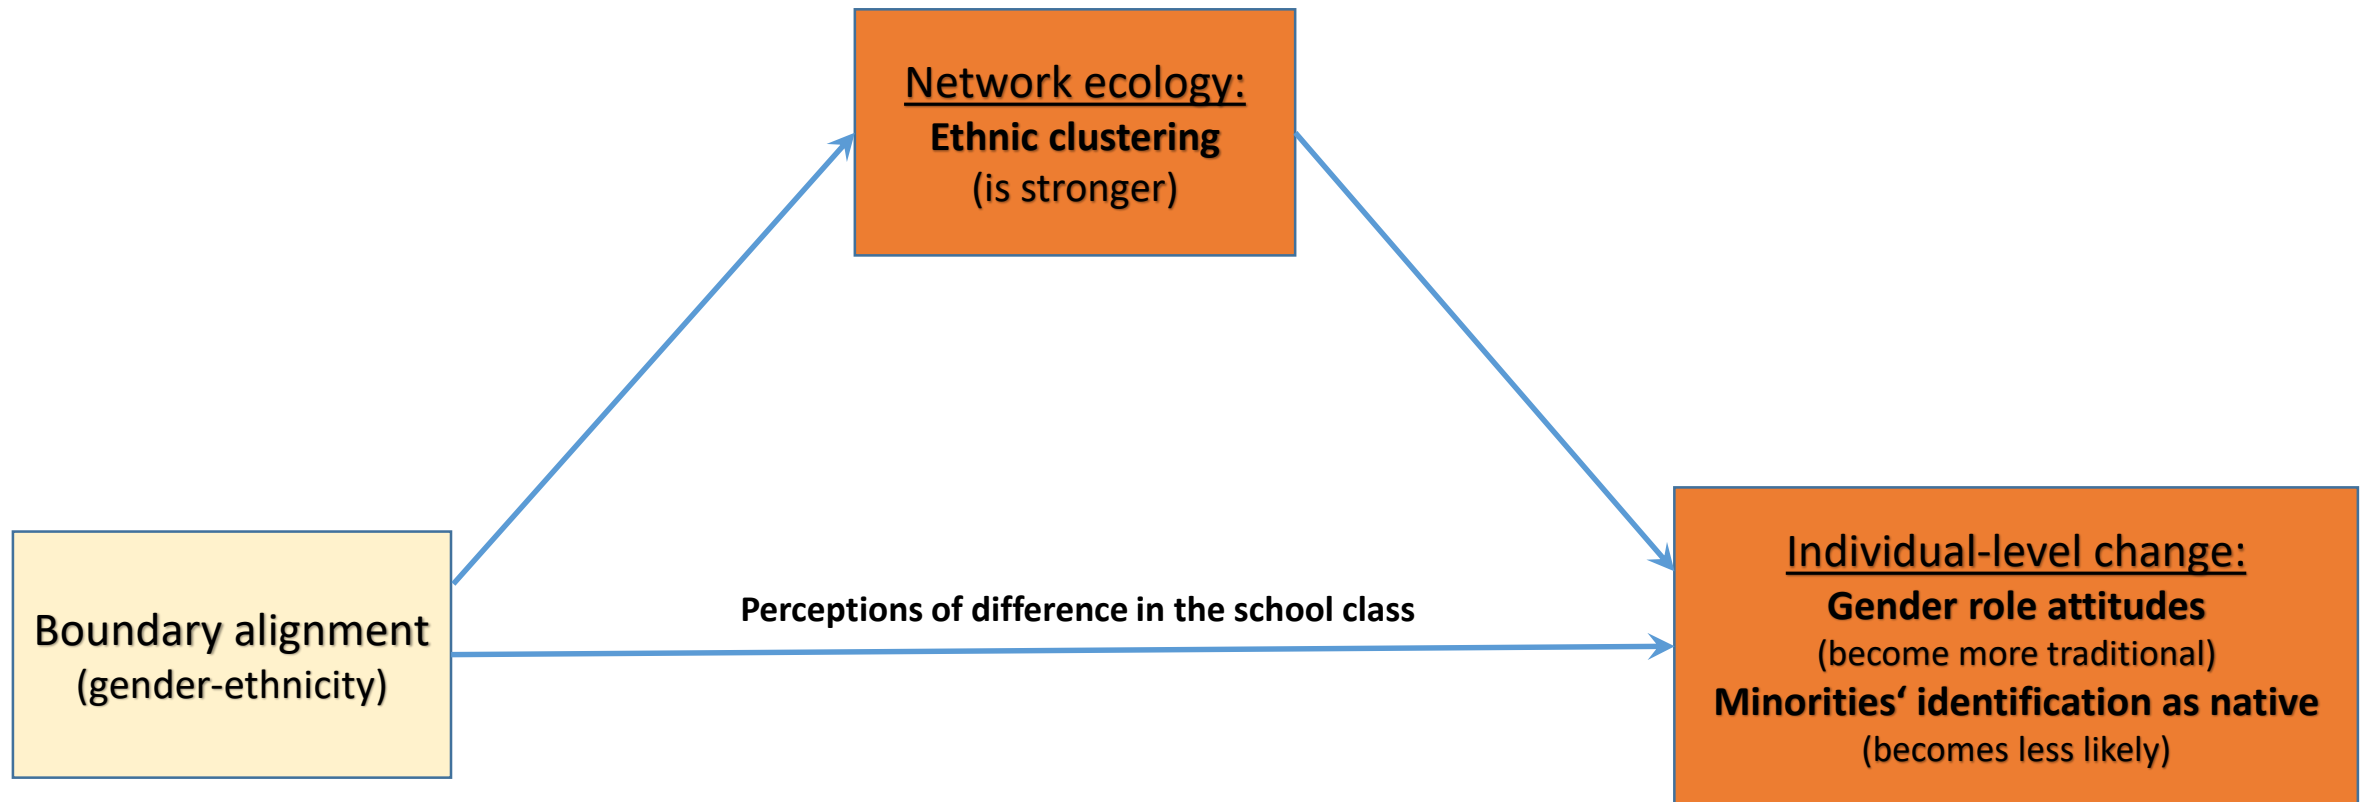 Network ecology:
Ethnic clustering
(is stronger)
Boundary alignment
(gender-ethnicity)
Perceptions of difference in the school class
Individual-level change:
Gender role attitudes
(become more traditional)
Minorities‘ identification as native
(becomes less likely)